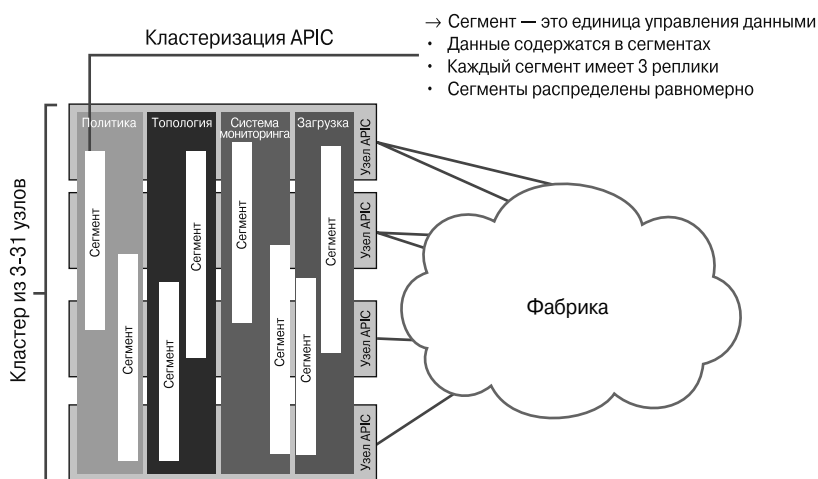 Кластеризация APIC
→ Сегмент — это единица управления данными
• Данные содержатся в сегментах
• Каждый сегмент имеет 3 реплики
• Сегменты распределены равномерно
Кластер из 3-31 узлов
Политика
Топология
Система
мониторинга
Загрузка
Узел APIC
Узел APIC
Узел APIC
Узел APIC
Сегмент
Сегмент
Сегмент
Сегмент
Сегмент
Сегмент
Сегмент
Сегмент
Фабрика